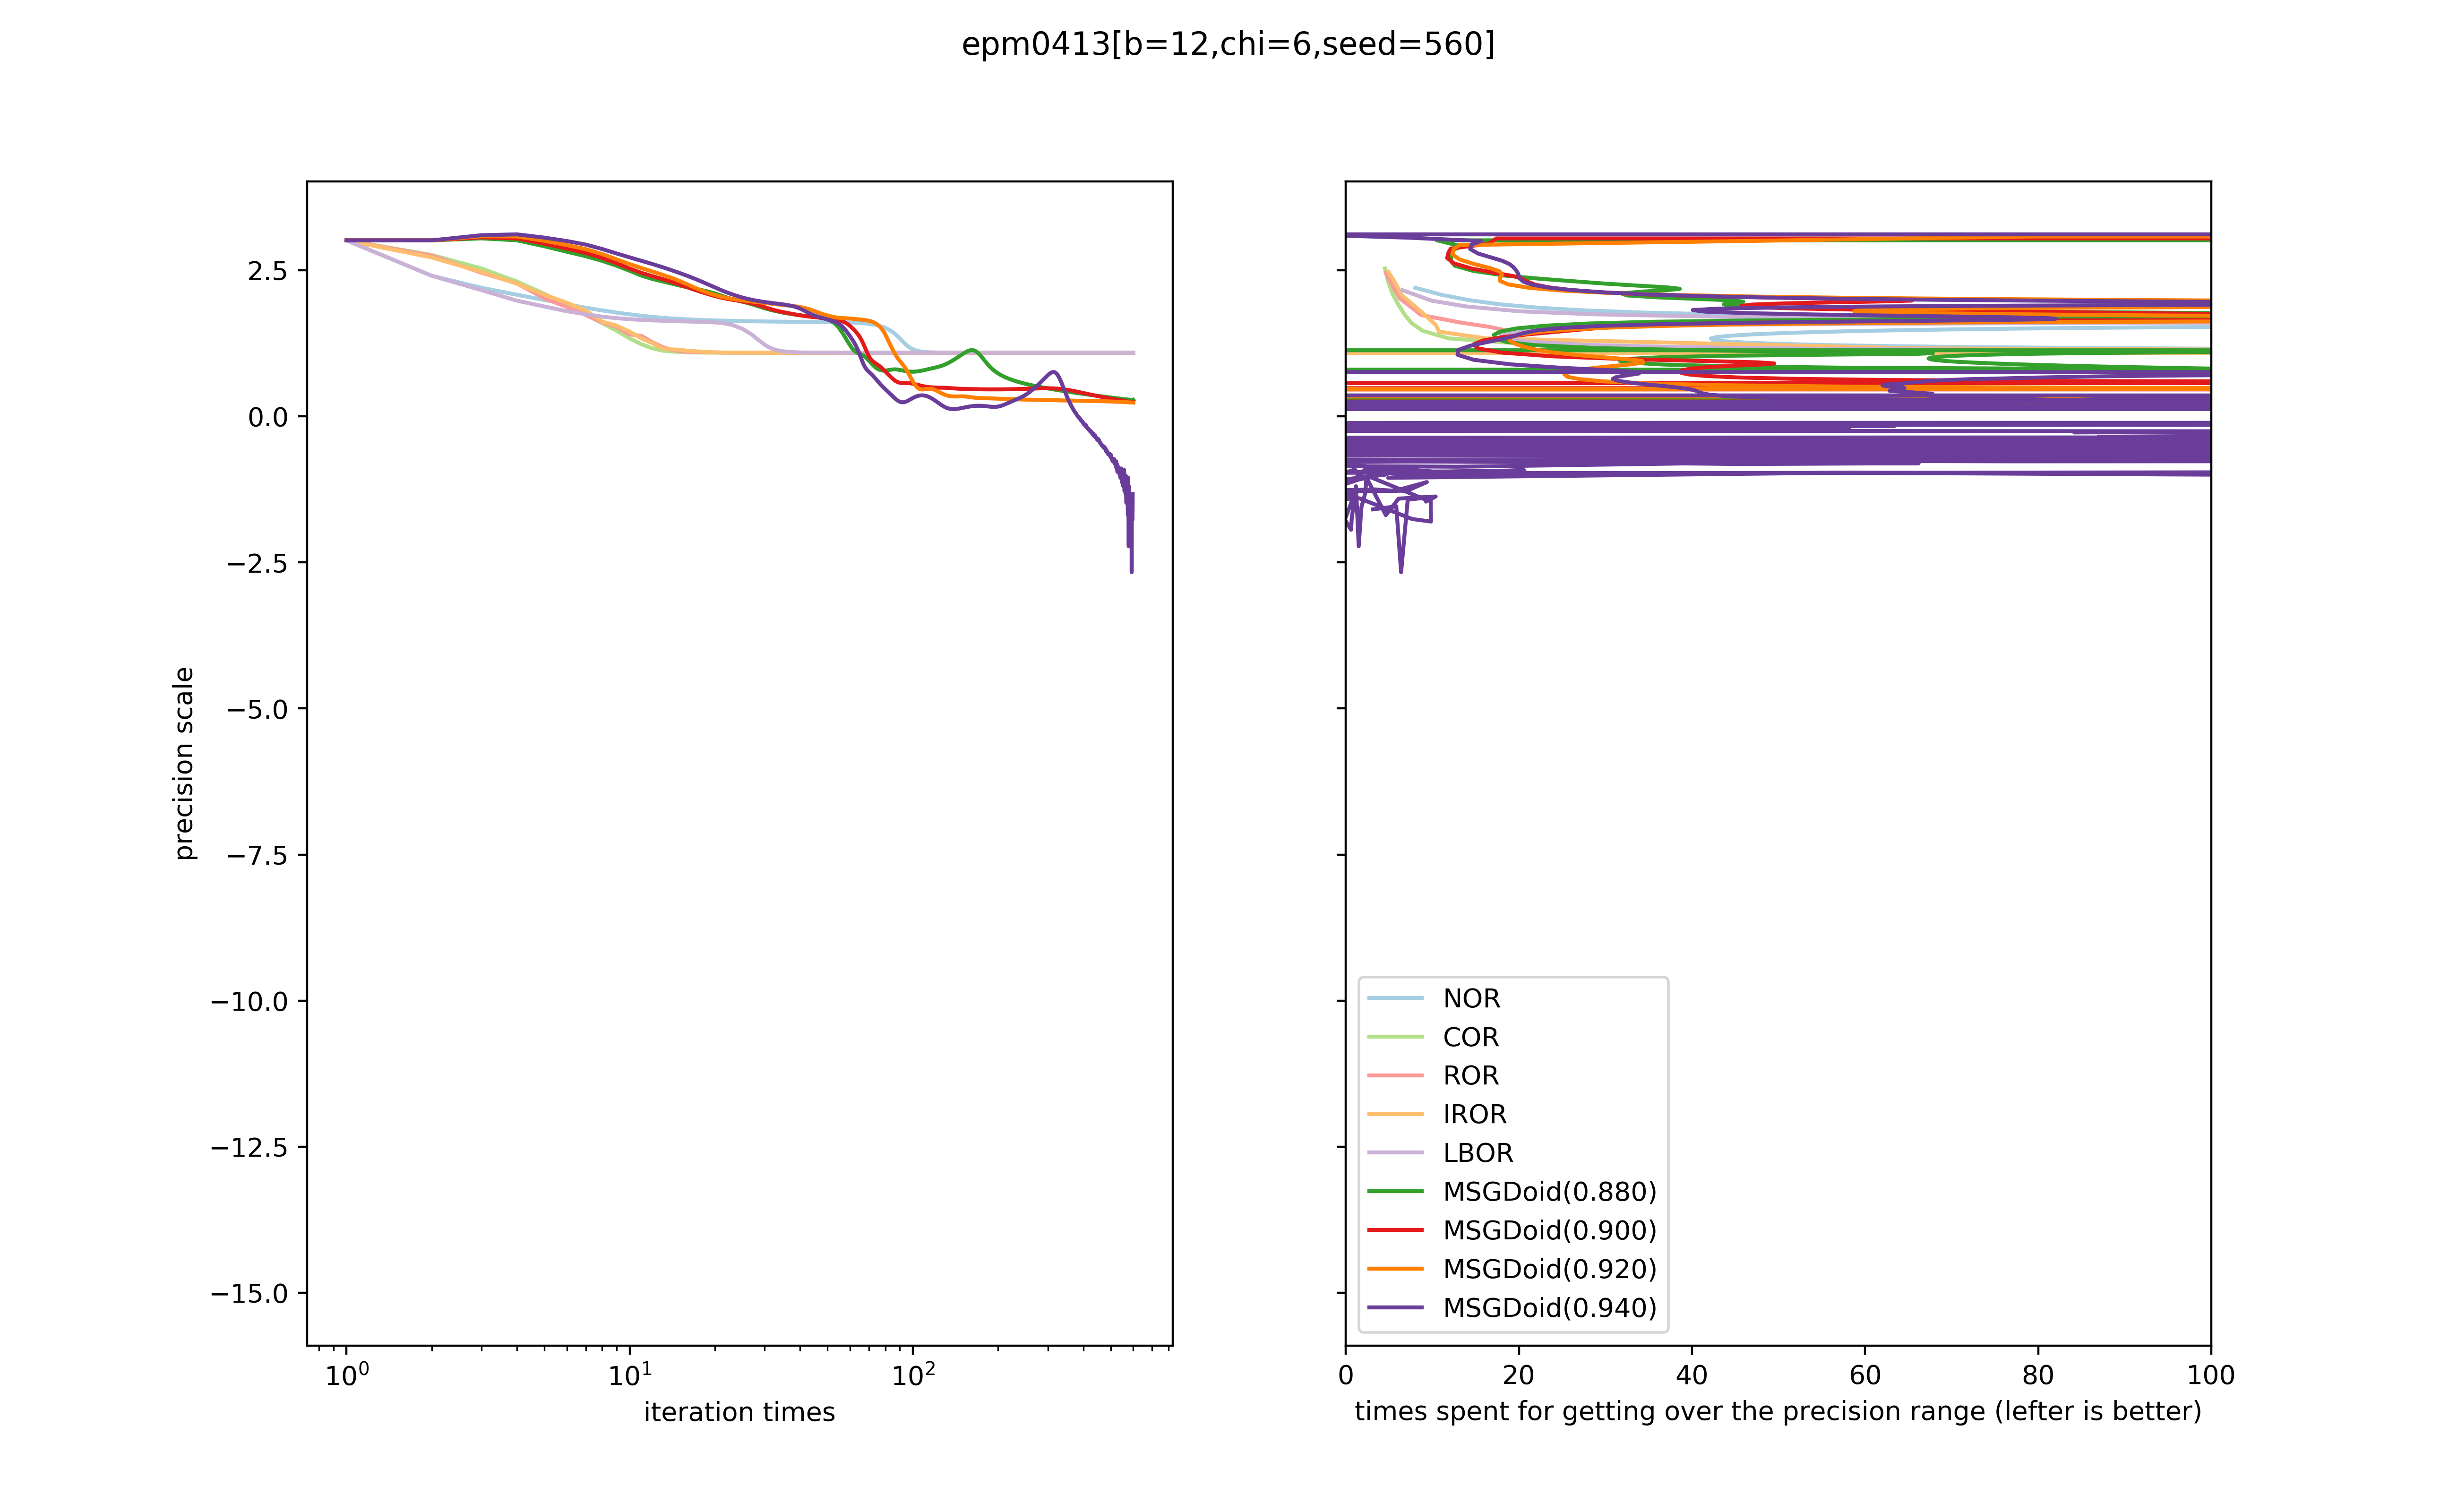 epm0413[b=12,chi=6,seed=560]
precision scale
2.5
0.0
−2.5
−5.0
−7.5
−10.0
−12.5
−15.0
10⁰ 10¹ 10²
iteration times
NOR
COR
ROR
IROR
LBOR
MSGDoid(0.880)
MSGDoid(0.900)
MSGDoid(0.920)
MSGDoid(0.940)
0 20 40 60 80 100
times spent for getting over the precision range (lefter is better)